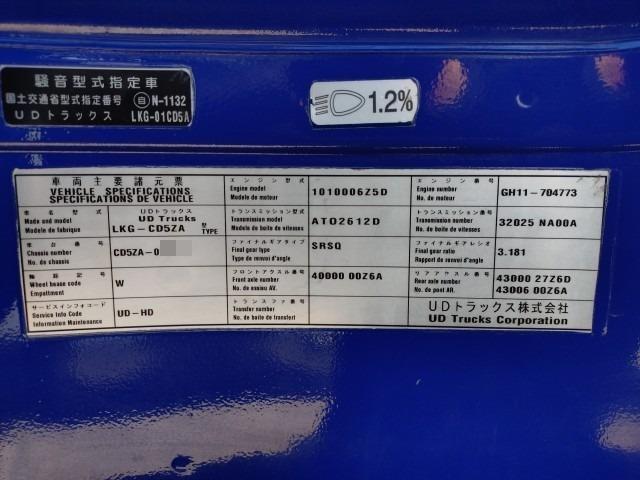 騒音型式指定車
国土交通省型式指定番号 自 N-1132
UDトラックス LKG-01CD5A
1.2%
車両主要諸元票
VEHICLE SPECIFICATIONS
SPECIFICATIONS DE VEHICLE
エンジン型式
Engine model
Modele de moteur
1010006Z5D
エンジン番号
Engine number
No. de moteur
GH11-704773
車名型式
Made and model
Modele de fabrique
UDトラックス
UD Trucks
LKG-CD5ZA
型
TYPE
トランスミッション型式
Transmission model
Modele de boite de vitesses
ATO2612D
トランスミッション番号
Transmission number
No. de boite de vitesses
32025 NA00A
車台番号
Chassis number
No. de chassis
CD5ZA-0
ファイナルギアタイプ
Final gear type
Type de renvoi d'angle
SRSQ
ファイナルギアレシオ
Final gear ratio
Rapport de renvoi d'angle
3.181
軸距記号
Wheel base code
Empattment
W
フロントアクスル番号
Front axle number
No. de essieu AV.
40000 00Z6A
リアアクスル番号
Rear axle number
No. de pont AR.
43000 27Z6D
43006 00Z6A
サービスインフォコード
Service Info Code
Information Maintenance
UD-HD
トランスファ番号
Transfer number
No. de boite de transfert
UDトラックス株式会社
UD Trucks Corporation